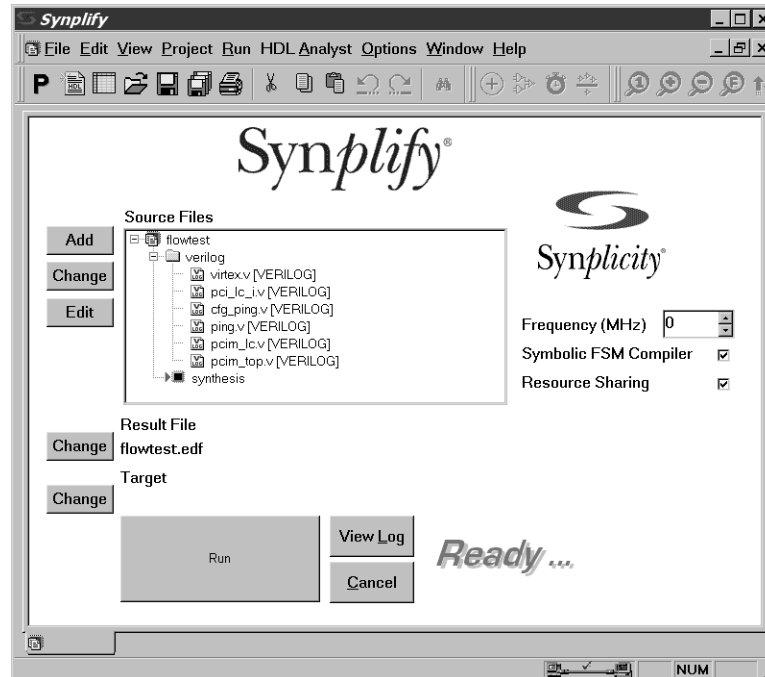 Synplify
File Edit View Project Run HDL Analyst Options Window Help
P
Synplify®
Synplicity®
Source Files
Add
Change
Edit
flowtest
verilog
virtex.v [VERILOG]
pci_lc_i.v [VERILOG]
cfg_ping.v [VERILOG]
ping.v [VERILOG]
pcim_lc.v [VERILOG]
pcim_top.v [VERILOG]
synthesis
Frequency (MHz) 0
Symbolic FSM Compiler
Resource Sharing
Result File
Change flowtest.edf
Target
Change
Run
View Log
Cancel
Ready ...
NUM